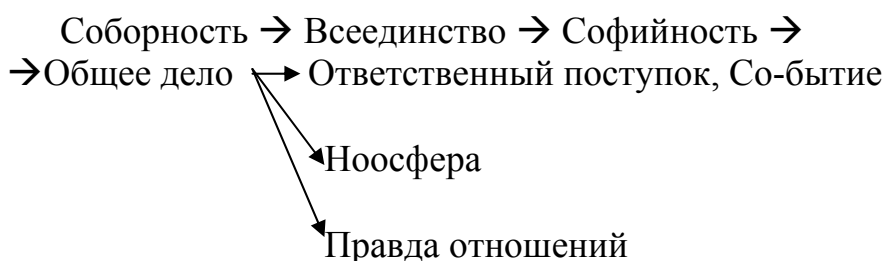 Соборность → Всеединство → Софийность →
→Общее дело → Ответственный поступок, Со-бытие
Ноосфера
Правда отношений